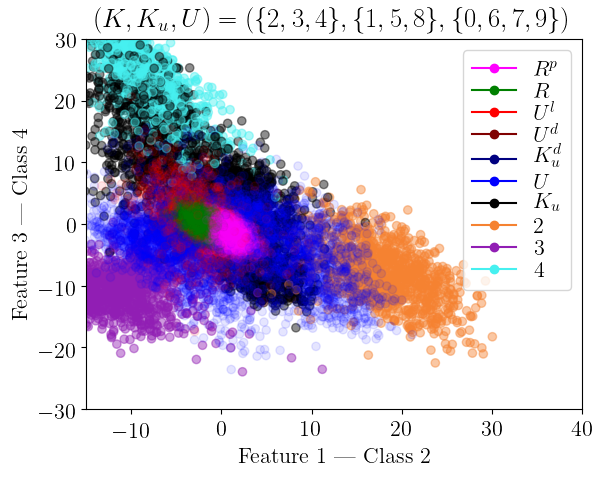 (K, K_u, U) = ({2, 3, 4}, {1, 5, 8}, {0, 6, 7, 9})
30
20
10
0
−10
−20
−30
Feature 3 — Class 4
R^p
R
U^l
U^d
K_u^d
U
K_u
2
3
4
−10
0
10
20
30
40
Feature 1 — Class 2